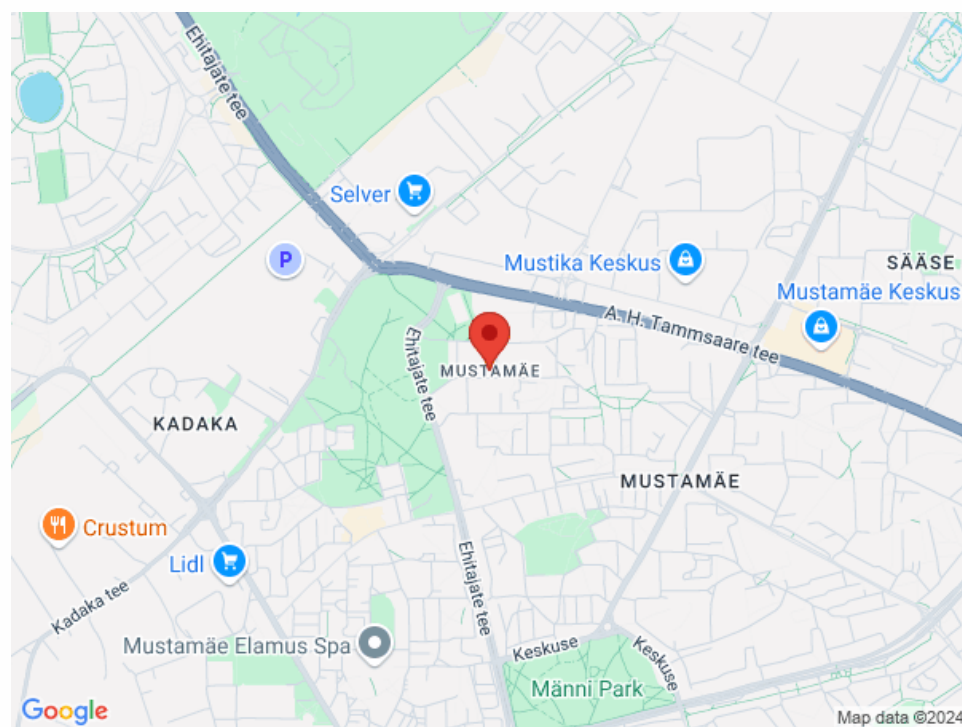 Ehitajate tee
Selver
P
Mustika Keskus
SÄÄSE
Mustamäe Keskus
A. H. Tammsaare tee
Ehitajate tee
MUSTAMÄE
KADAKA
MUSTAMÄE
Crustum
Lidl
Ehitajate tee
Kadaka tee
Mustamäe Elamus Spa
Keskuse
Keskuse
Männi Park
Google
Map data ©2024